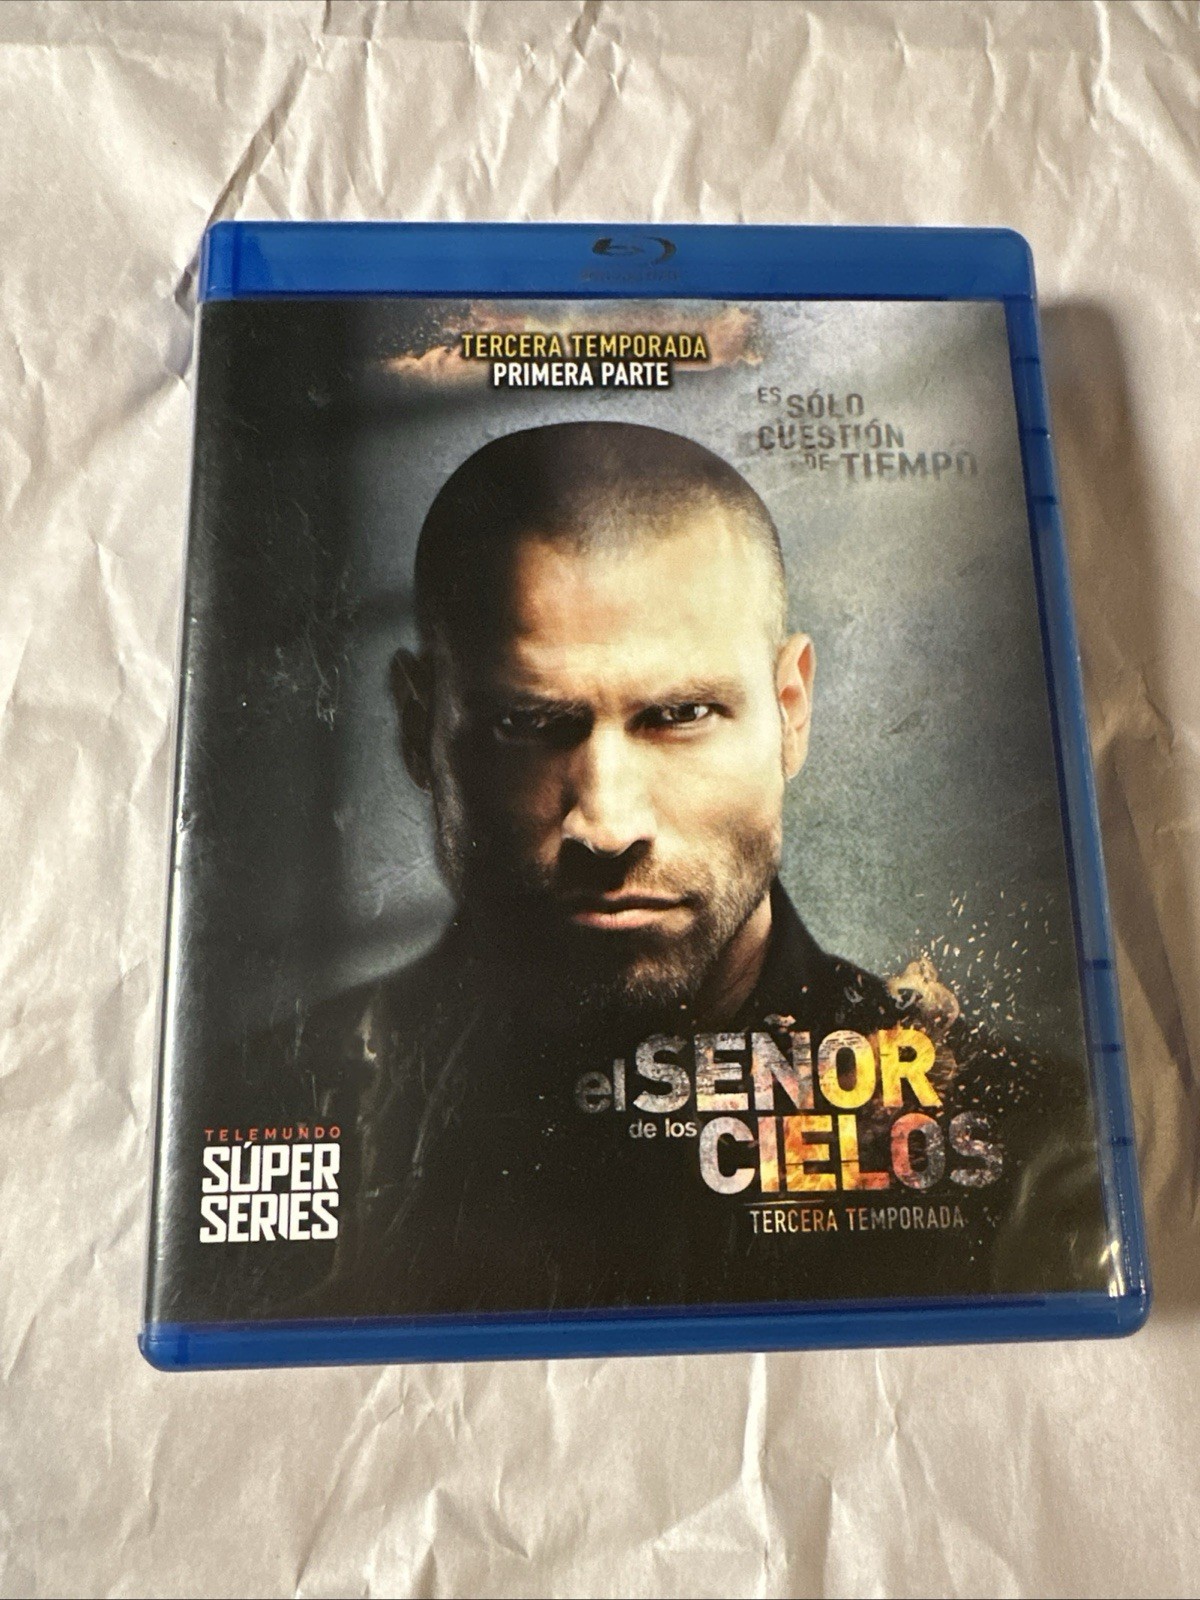 TERCERA TEMPORADA
PRIMERA PARTE
ES SÓLO
CUESTIÓN
DE TIEMPO
el SEÑOR
de los CIELOS
TERCERA TEMPORADA
TELEMUNDO
SÚPER
SERIES